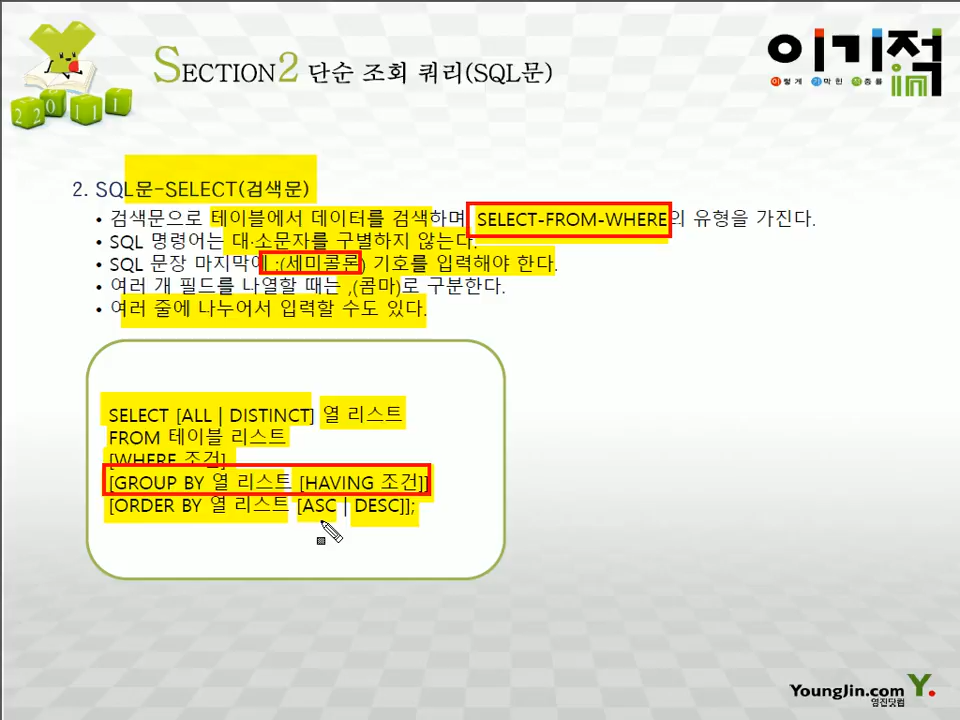 22011
SECTION2 단순 조회 쿼리(SQL문)
이기적in
이렇게 기막힌 적중률
2. SQL문-SELECT(검색문)
• 검색문으로 테이블에서 데이터를 검색하며 SELECT-FROM-WHERE의 유형을 가진다.
• SQL 명령어는 대·소문자를 구별하지 않는다.
• SQL 문장 마지막에 ;(세미콜론) 기호를 입력해야 한다.
• 여러 개 필드를 나열할 때는 ,(콤마)로 구분한다.
• 여러 줄에 나누어서 입력할 수도 있다.
SELECT [ALL | DISTINCT] 열 리스트
FROM 테이블 리스트
[WHERE 조건]
[GROUP BY 열 리스트 [HAVING 조건]]
[ORDER BY 열 리스트 [ASC | DESC]];
YoungJin.com Y.
영진닷컴